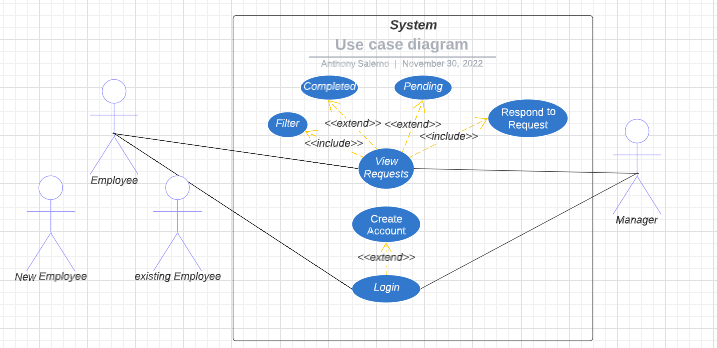 System
Use case diagram
Anthony Salerno | November 30, 2022
Completed
Pending
Filter
Respond to
Request
<<extend>>
<<extend>>
<<include>>
<<include>>
View
Requests
Employee
Manager
New Employee
existing Employee
Create
Account
<<extend>>
Login